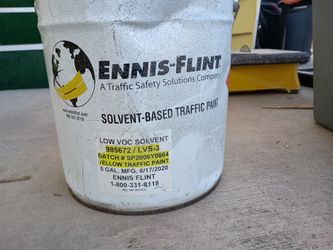 ENNIS-FLINT
A Traffic Safety Solutions Company
SOLVENT-BASED TRAFFIC PAINT
LOW VOC SOLVENT
985672 / LVS-3
BATCH # SP2006Y0864
YELLOW TRAFFIC PAINT
5 GAL. MFG. 6/17/2020
ENNIS FLINT
1-800-331-8118